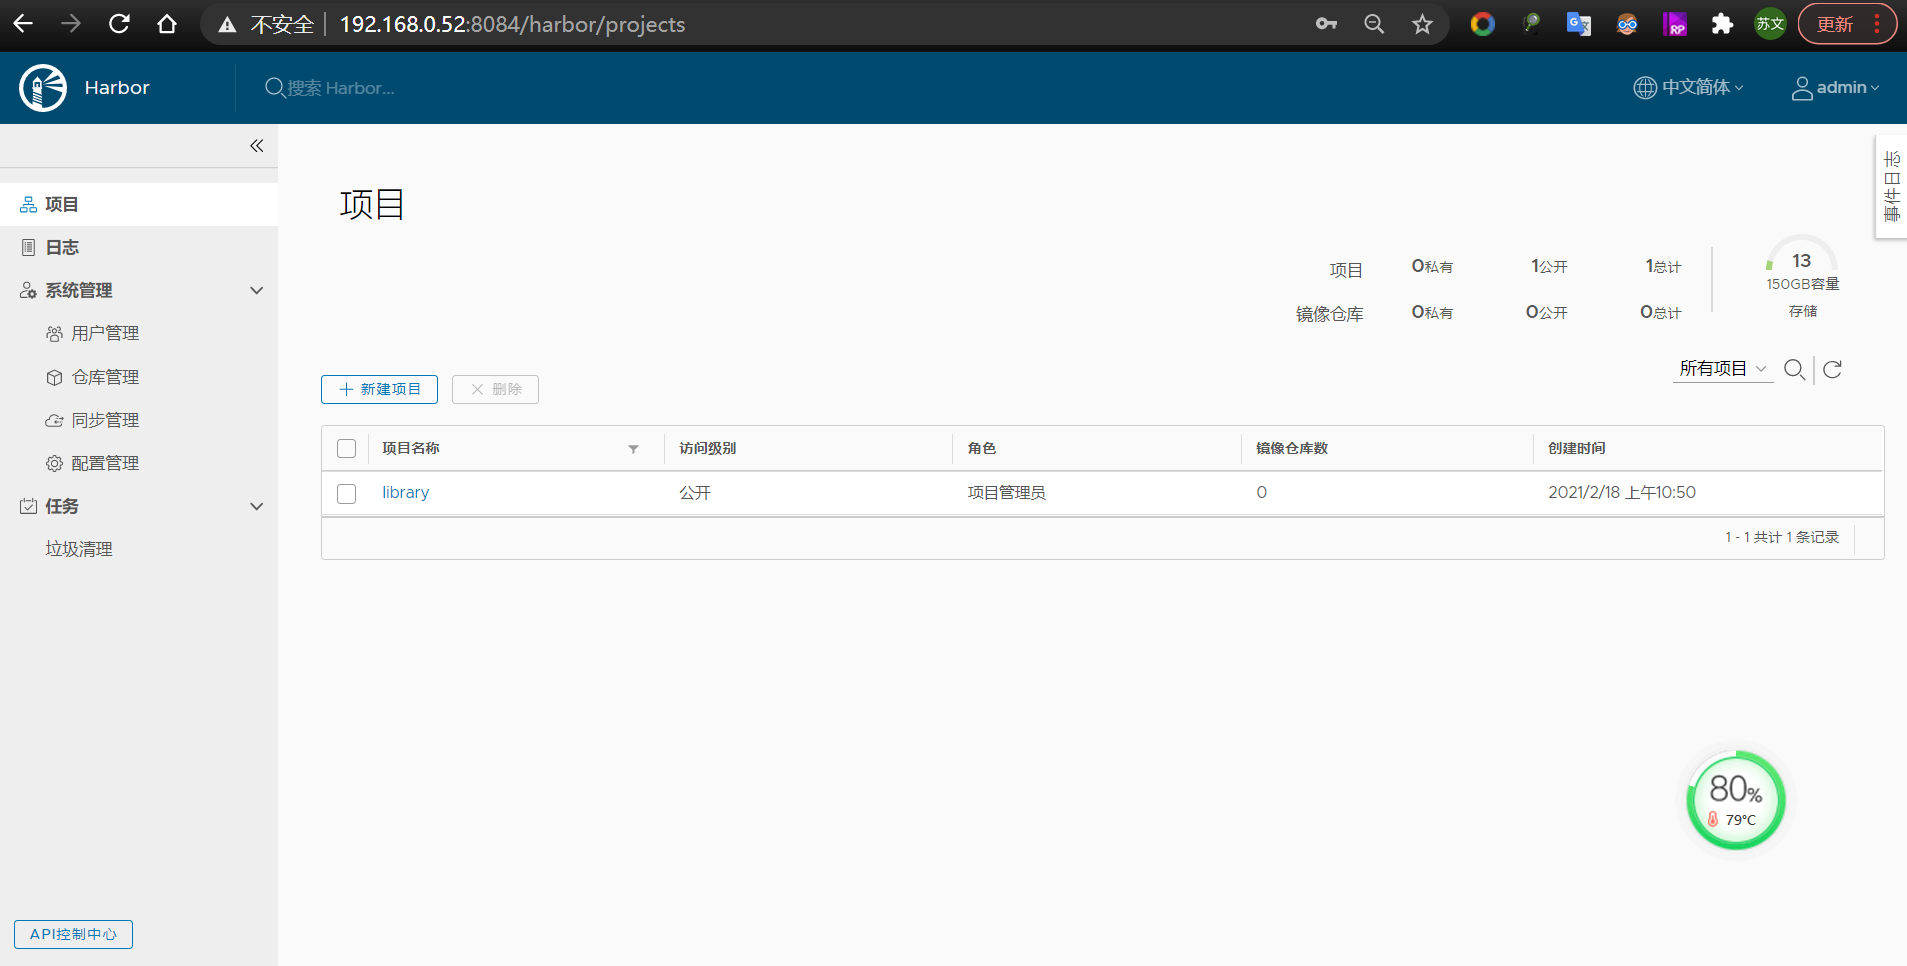 不安全 192.168.0.52:8084/harbor/projects
苏文
更新
Harbor
搜索 Harbor...
中文简体
admin
事件日志
项目
日志
系统管理
用户管理
仓库管理
同步管理
配置管理
任务
垃圾清理
API控制中心
项目
项目 0私有 1公开 1总计
镜像仓库 0私有 0公开 0总计
13
150GB容量
存储
新建项目
删除
所有项目
项目名称 访问级别 角色 镜像仓库数 创建时间
library 公开 项目管理员 0 2021/2/18 上午10:50
1 - 1 共计 1 条记录
80%
79°C
RP
G